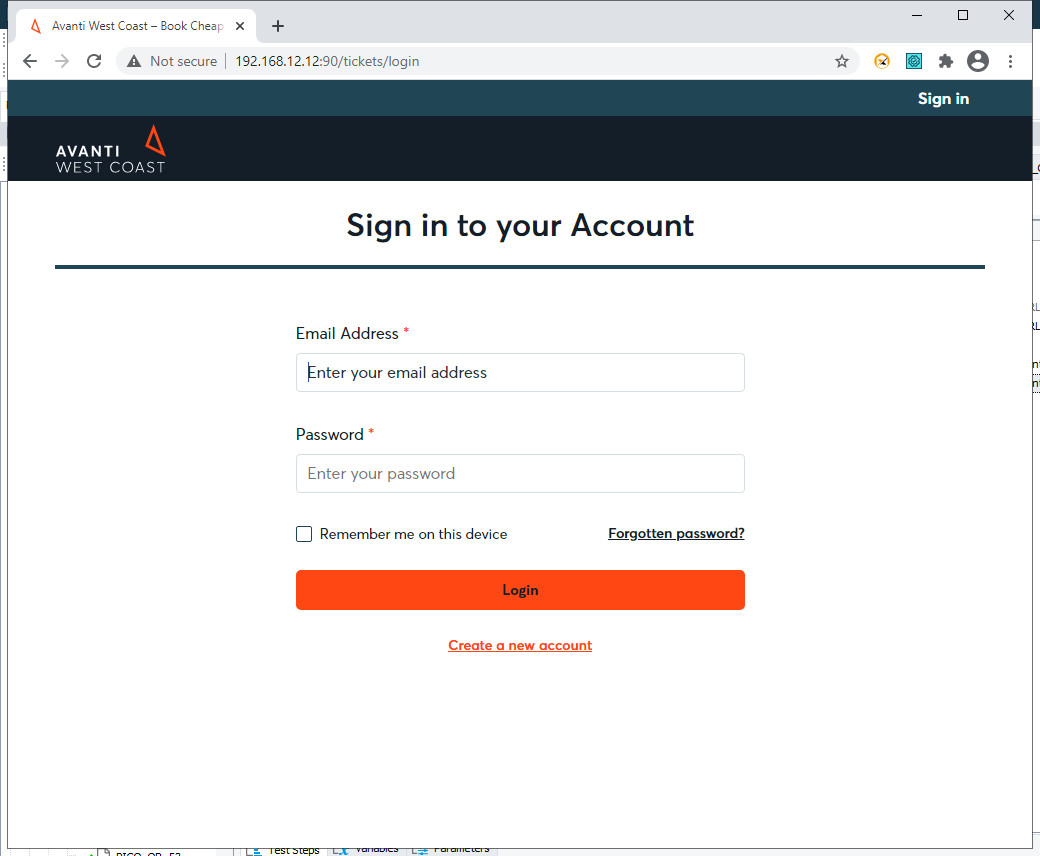 Avanti West Coast – Book Cheap
Not secure
192.168.12.12:90/tickets/login
Sign in
AVANTI
WEST COAST
Sign in to your Account
Email Address *
Enter your email address
Password *
Enter your password
Remember me on this device
Forgotten password?
Login
Create a new account
Test Steps
Variables
Parameters